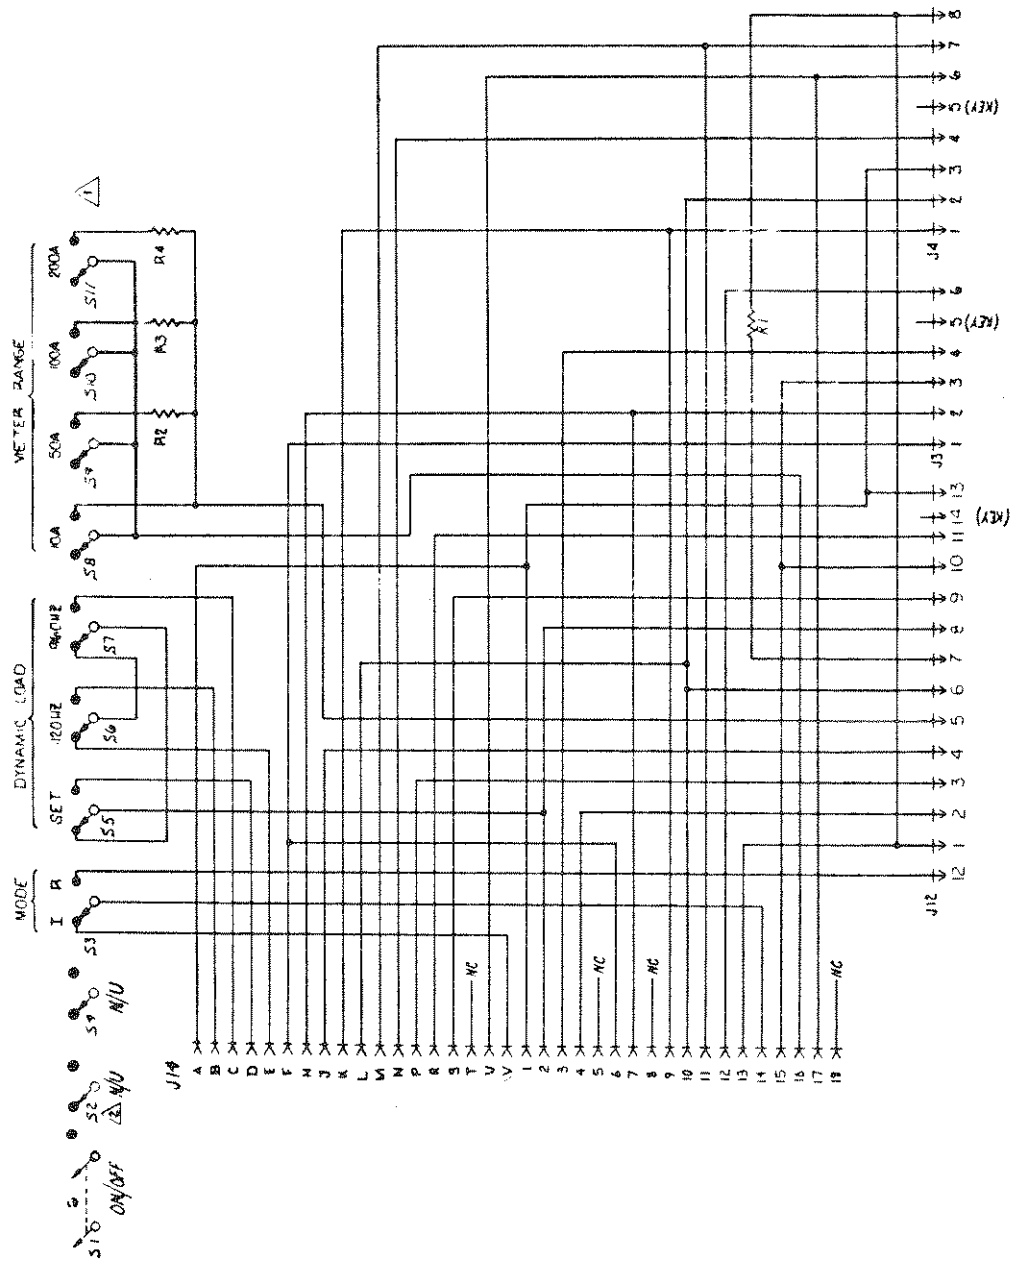 METER RANGE
10A 50A 100A 200A
S8 S9 S10 S11
R2 R3 R4
1
DYNAMIC LOAD
SET 120HZ 960HZ
S5 S6 S7
MODE
I R
S3
S4 N/U
S2 N/U
2
S1
ON/OFF
J14
A
B
C
D
E
F
H
J
K
L
M
N
P
R
S
T NC
U
V
1
2
3
4
5 NC
6
7
8 NC
9
10
11
12
13
14
15
16
17
18 NC
R1
J4
8
7
6
5 (KEY)
4
3
2
1
J3
6
5 (KEY)
4
3
2
1
J12
13
14 (KEY)
11
10
9
8
7
6
5
4
3
2
1
12